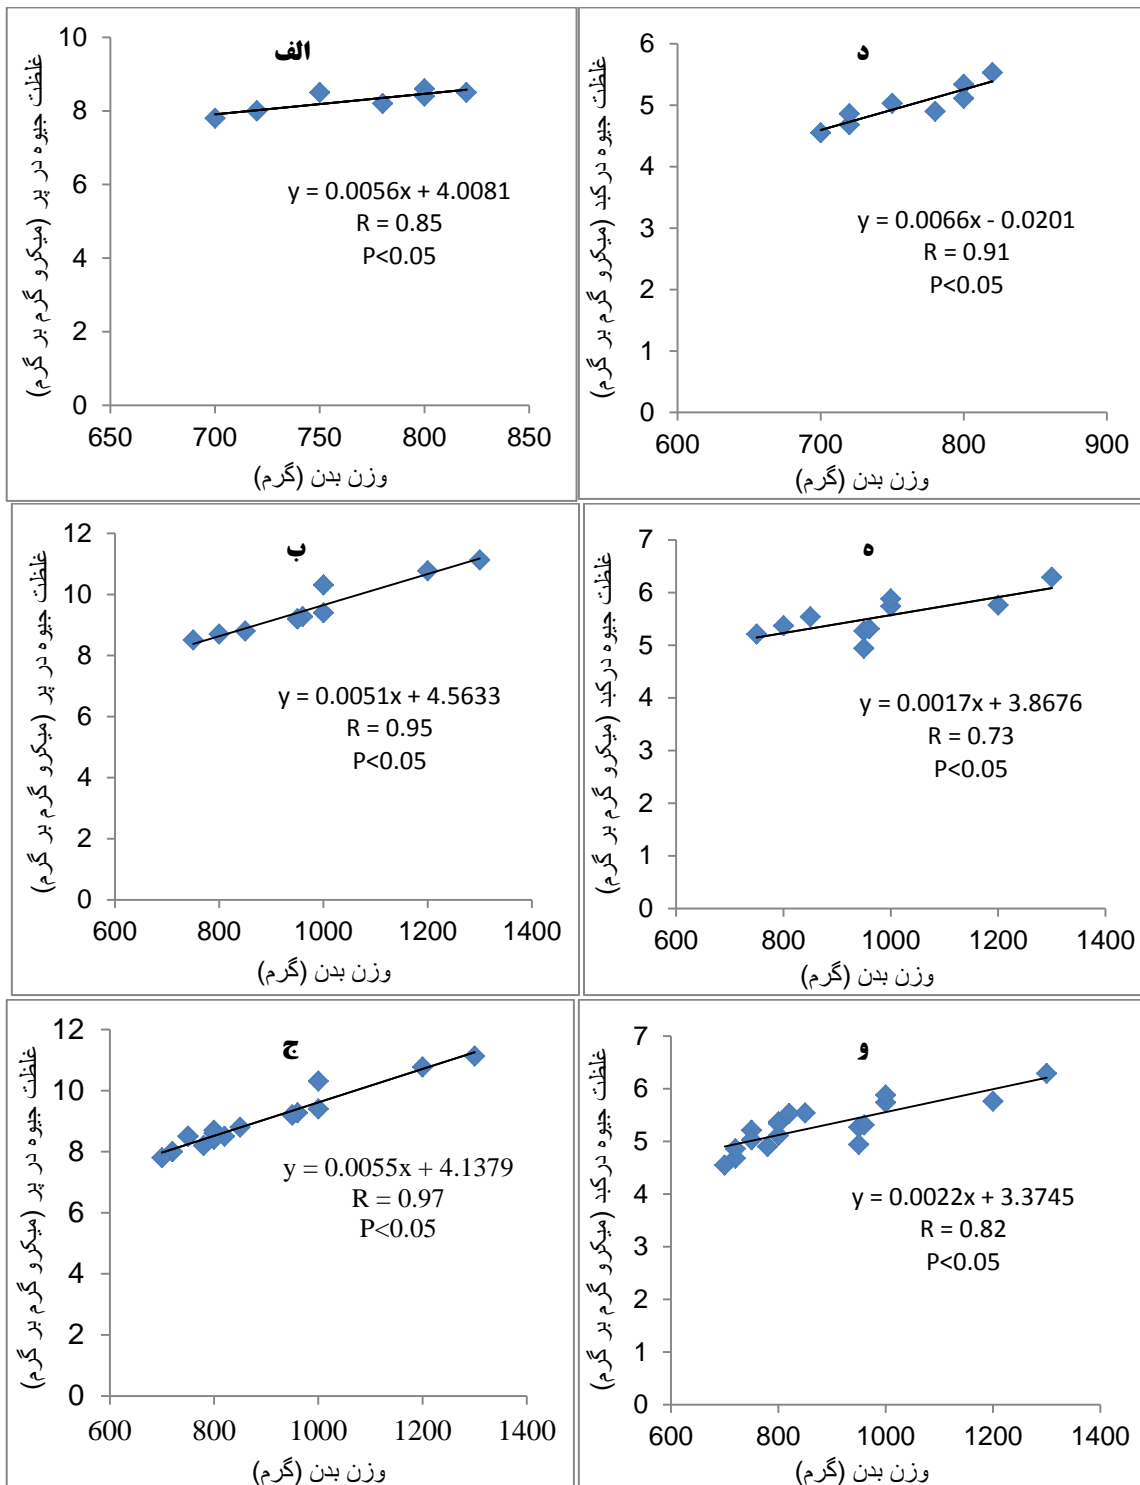 الف
غلظت جیوه در پر (میکرو گرم بر گرم)
10
8
6
4
2
0
y = 0.0056x + 4.0081
R = 0.85
P<0.05
650 700 750 800 850
وزن بدن (گرم)
د
غلظت جیوه درکبد (میکرو گرم بر گرم)
6
5
4
3
2
1
0
y = 0.0066x - 0.0201
R = 0.91
P<0.05
600 700 800 900
وزن بدن (گرم)
ب
غلظت جیوه در پر (میکرو گرم بر گرم)
12
10
8
6
4
2
0
y = 0.0051x + 4.5633
R = 0.95
P<0.05
600 800 1000 1200 1400
وزن بدن (گرم)
ه
غلظت جیوه درکبد (میکرو گرم بر گرم)
7
6
5
4
3
2
1
0
y = 0.0017x + 3.8676
R = 0.73
P<0.05
600 800 1000 1200 1400
وزن بدن (گرم)
ج
غلظت جیوه در پر (میکرو گرم بر گرم)
12
10
8
6
4
2
0
y = 0.0055x + 4.1379
R = 0.97
P<0.05
600 800 1000 1200 1400
وزن بدن (گرم)
و
غلظت جیوه درکبد (میکرو گرم بر گرم)
7
6
5
4
3
2
1
0
y = 0.0022x + 3.3745
R = 0.82
P<0.05
600 800 1000 1200 1400
وزن بدن (گرم)